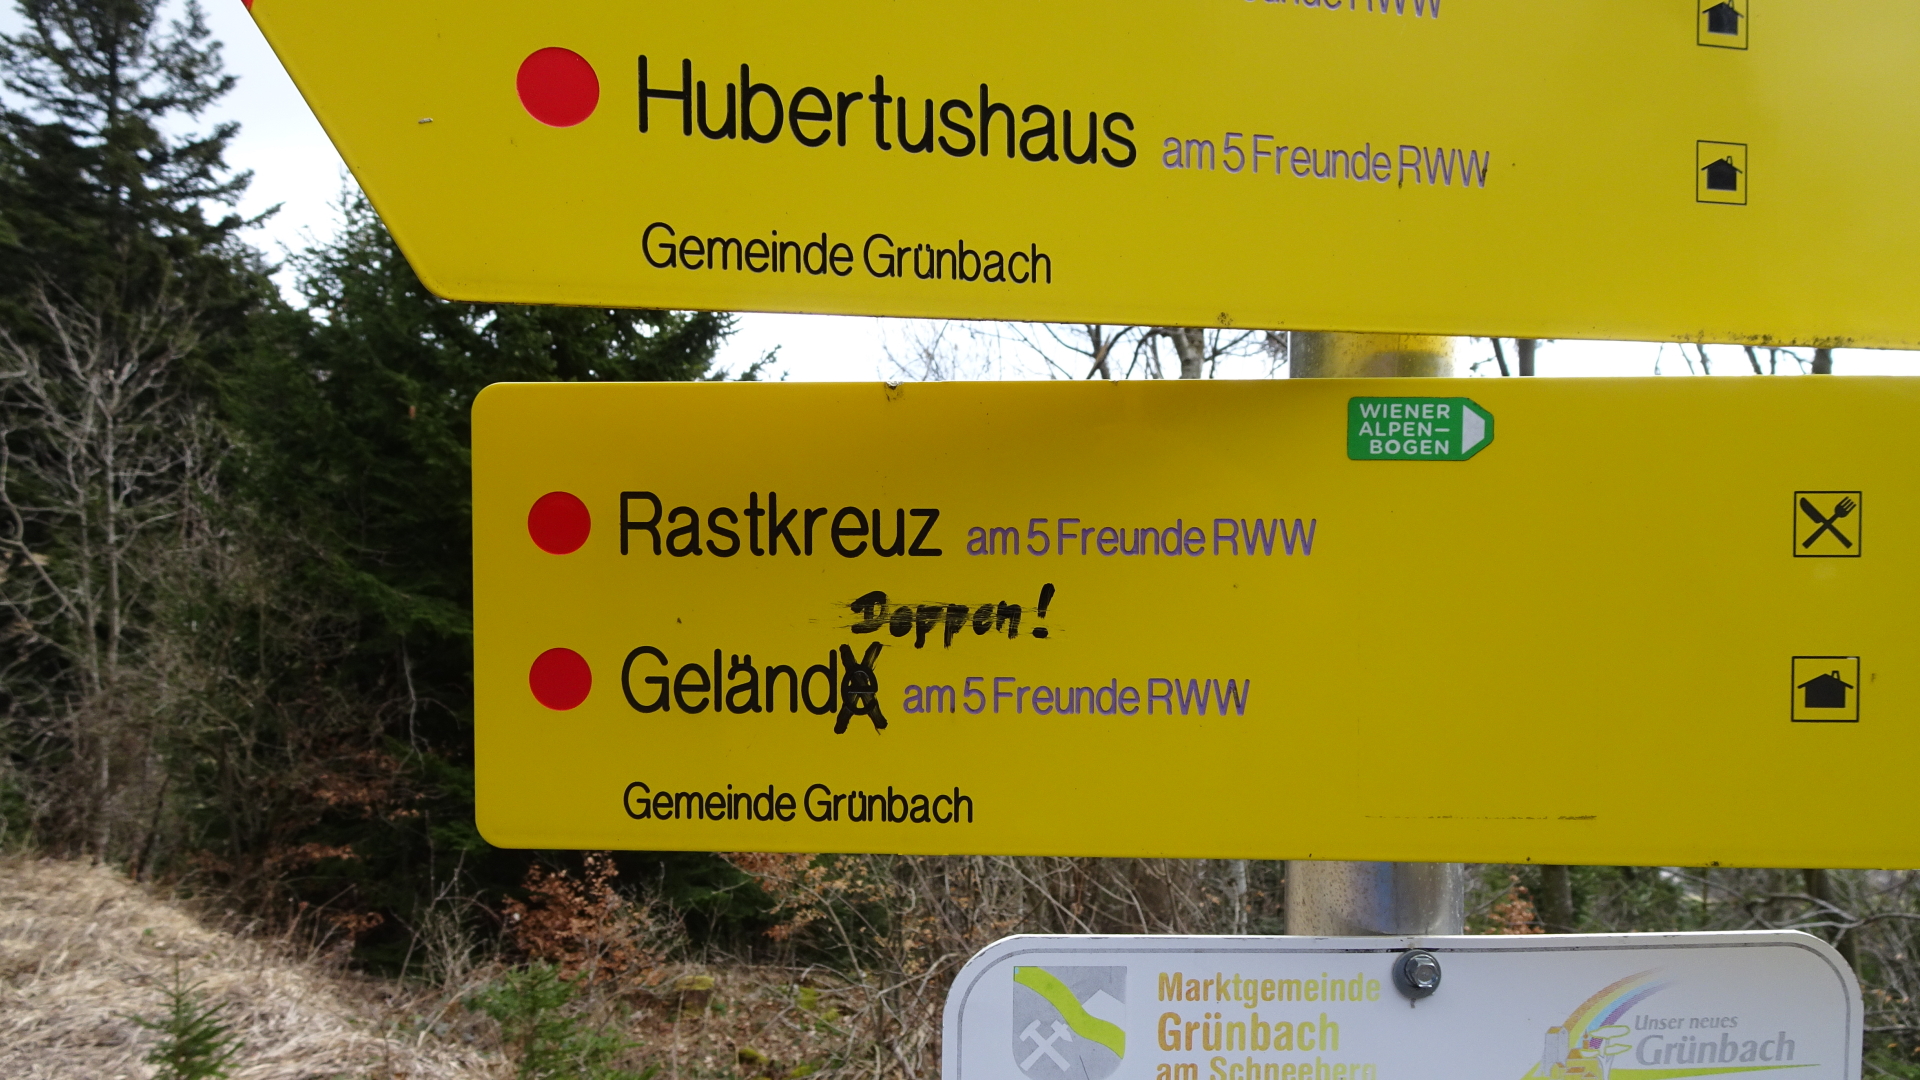 Hubertushaus am 5 Freunde RWW
Gemeinde Grünbach
WIENER
ALPEN–
BOGEN
Rastkreuz am 5 Freunde RWW
Deppen!
Gelände am 5 Freunde RWW
Gemeinde Grünbach
Marktgemeinde
Grünbach
am Schneeberg
Unser neues
Grünbach